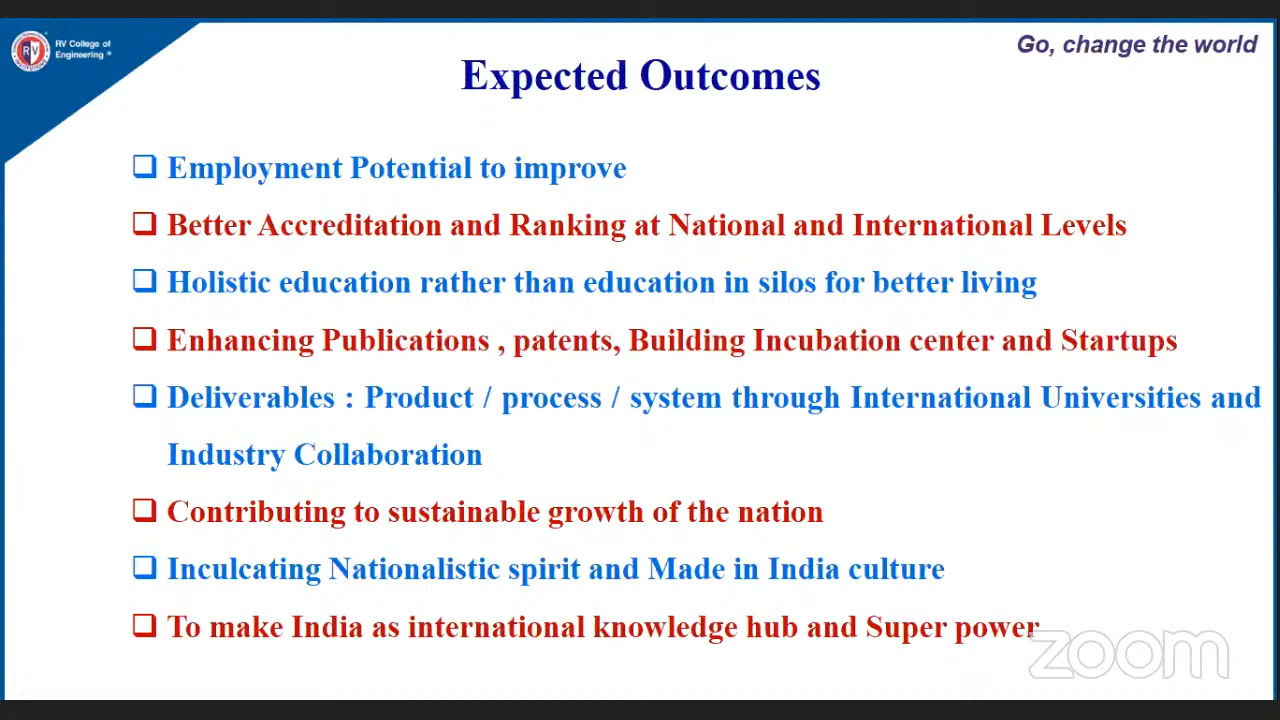 RV College of
Engineering
Go, change the world
Expected Outcomes
Employment Potential to improve
Better Accreditation and Ranking at National and International Levels
Holistic education rather than education in silos for better living
Enhancing Publications , patents, Building Incubation center and Startups
Deliverables : Product / process / system through International Universities and
Industry Collaboration
Contributing to sustainable growth of the nation
Inculcating Nationalistic spirit and Made in India culture
To make India as international knowledge hub and Super power
zoom